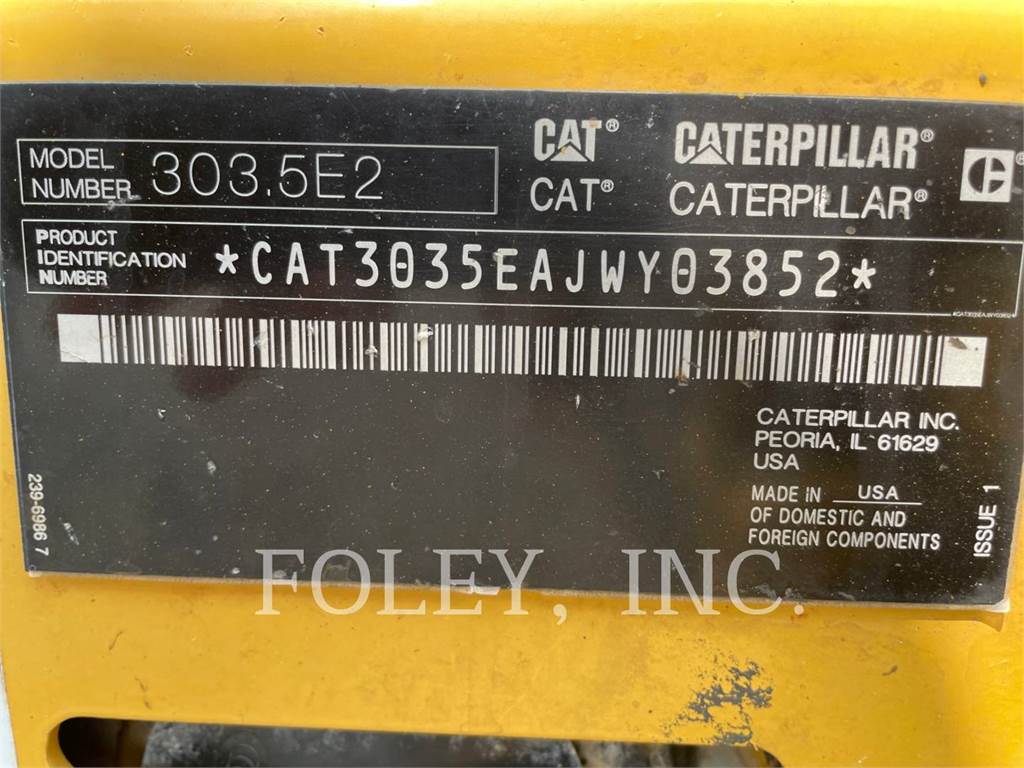 MODEL NUMBER 303.5E2
CAT® CATERPILLAR®
CAT® CATERPILLAR®
PRODUCT IDENTIFICATION NUMBER *CAT3035EAJWY03852*
*CAT3035EAJWY03852*
CATERPILLAR INC.
PEORIA, IL 61629
USA
MADE IN USA
OF DOMESTIC AND
FOREIGN COMPONENTS
239-6986 7
ISSUE 1
FOLEY, INC.